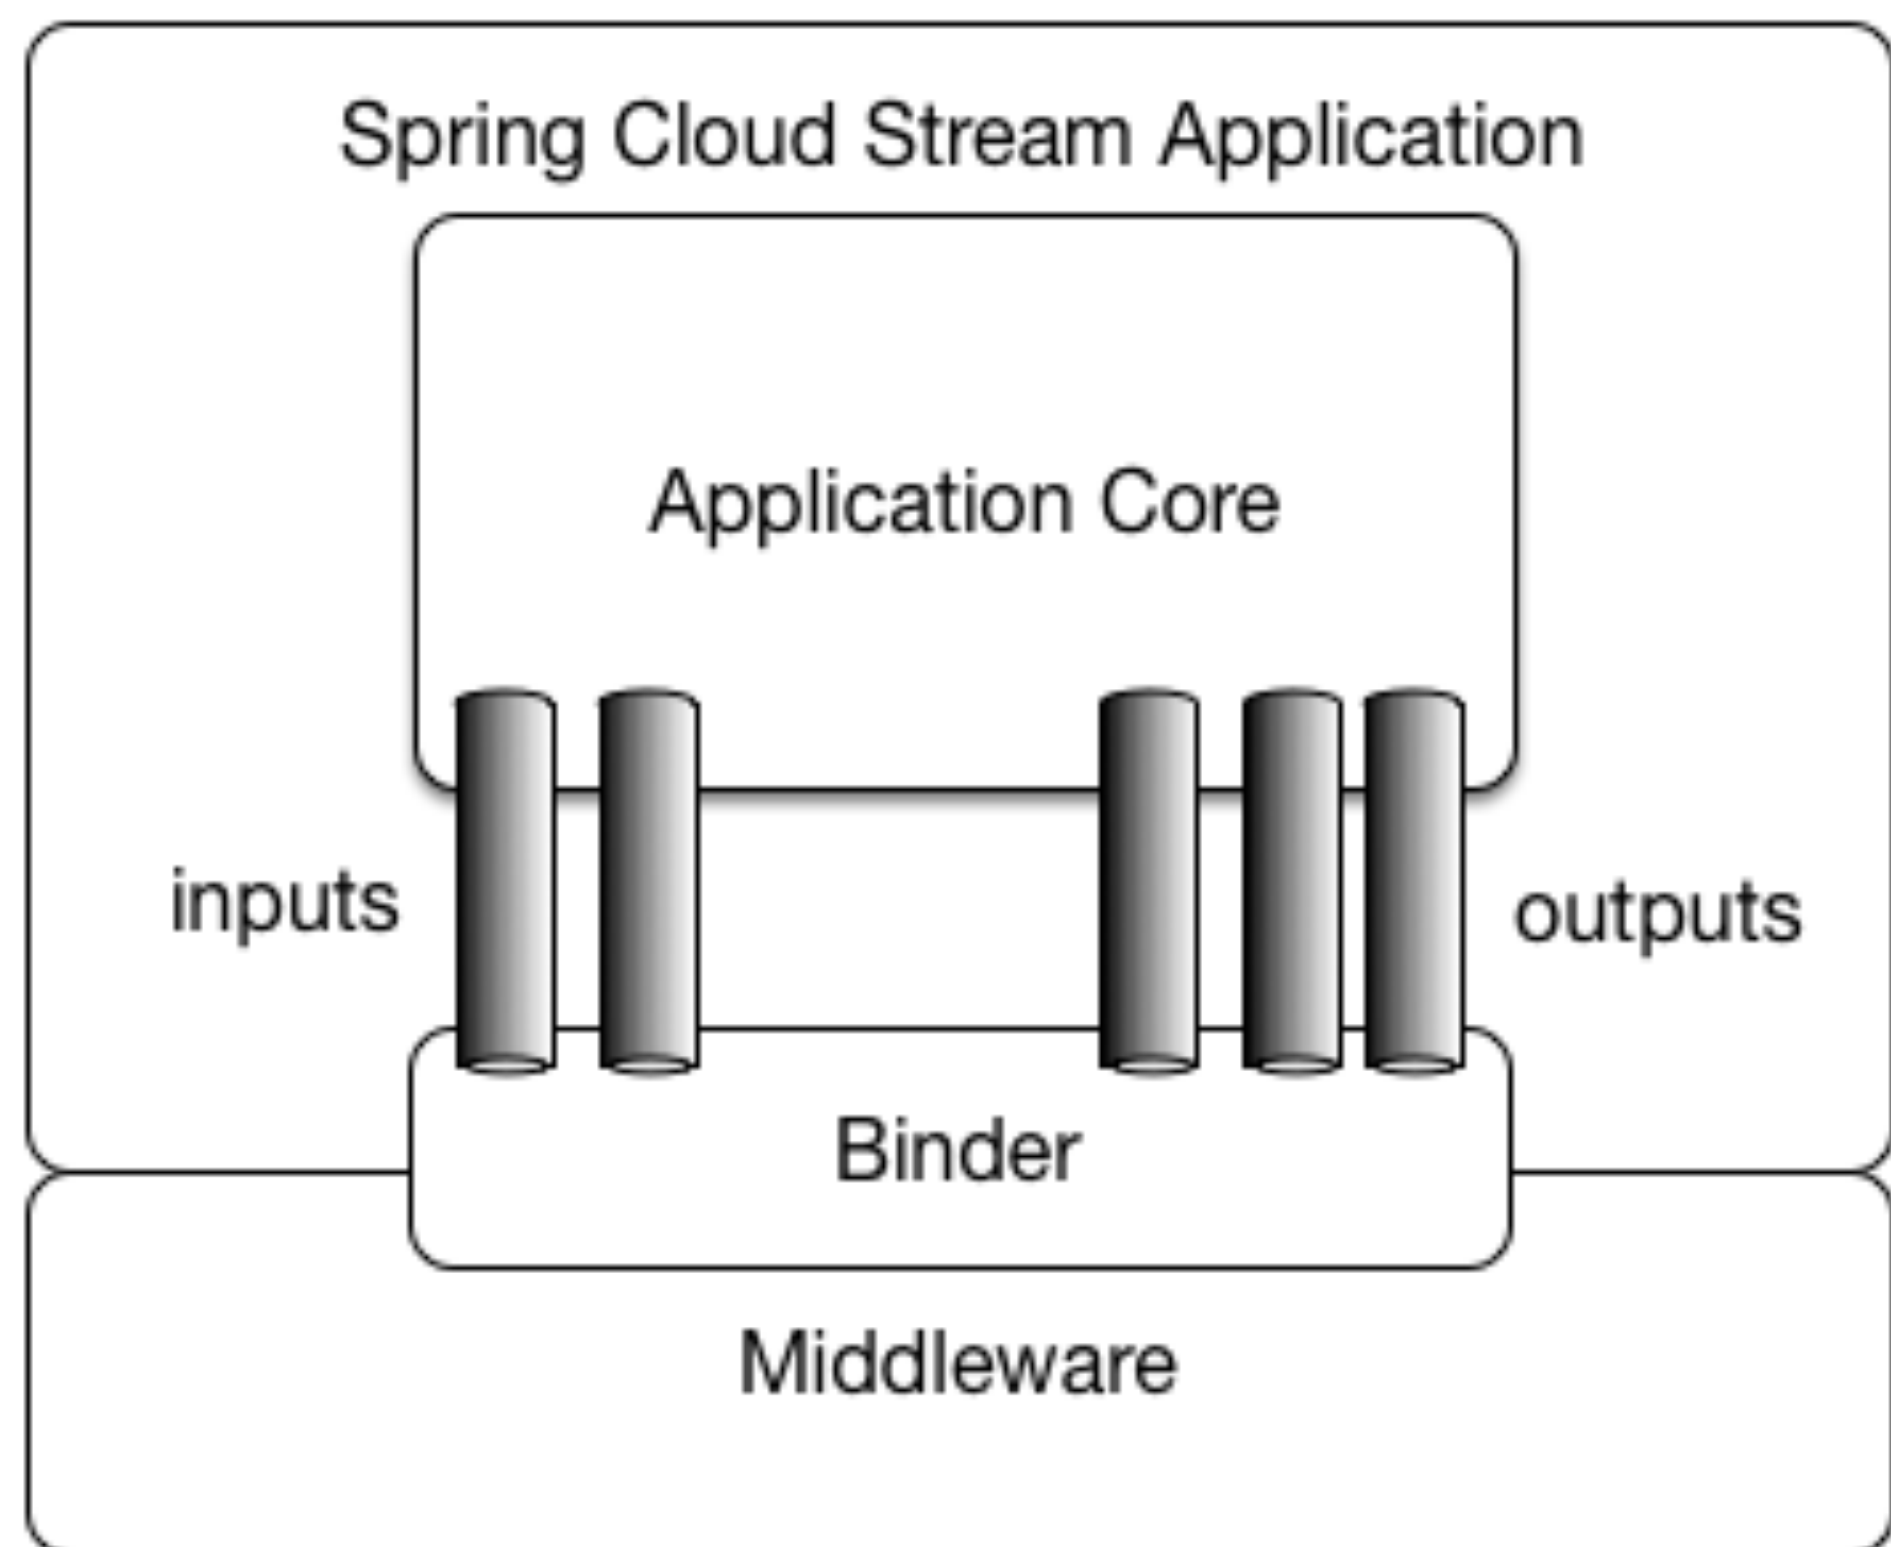 Spring Cloud Stream Application
Application Core
inputs
outputs
Binder
Middleware